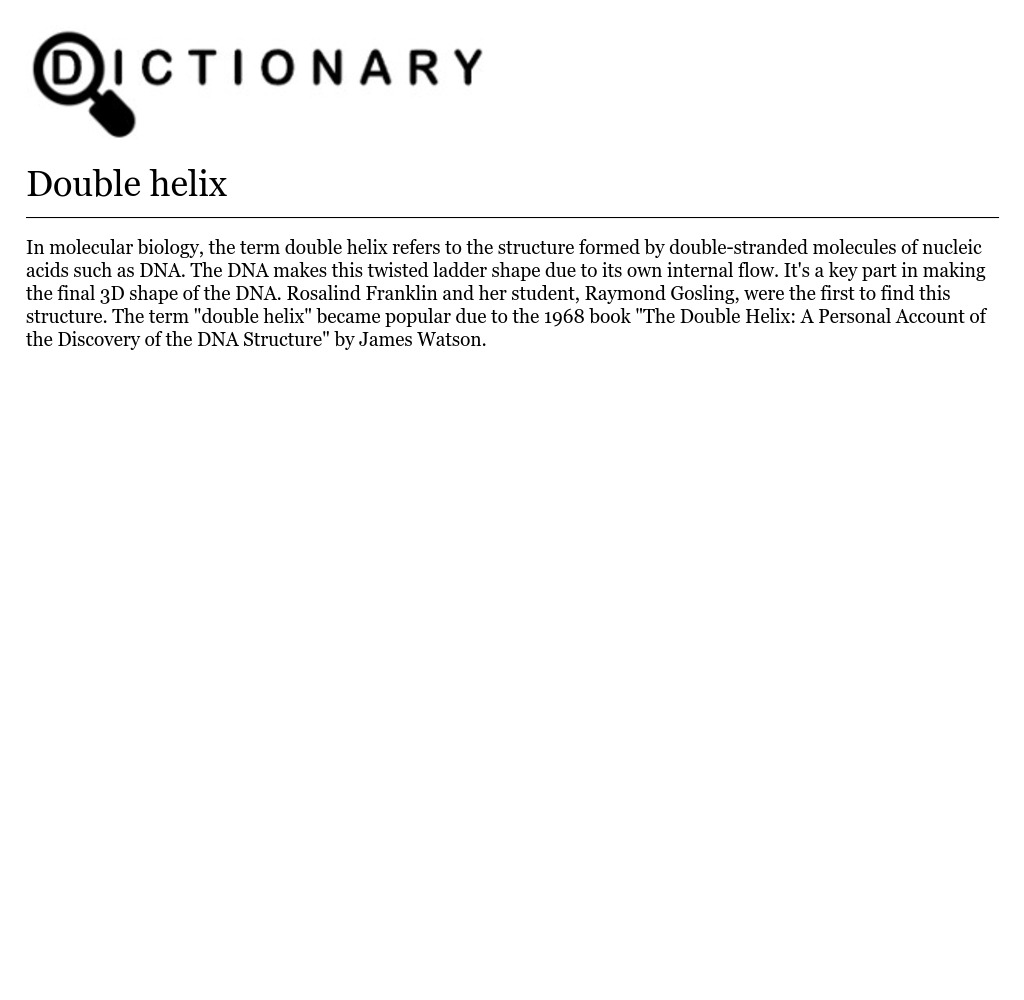 DICTIONARY
Double helix
In molecular biology, the term double helix refers to the structure formed by double-stranded molecules of nucleic
acids such as DNA. The DNA makes this twisted ladder shape due to its own internal flow. It's a key part in making
the final 3D shape of the DNA. Rosalind Franklin and her student, Raymond Gosling, were the first to find this
structure. The term "double helix" became popular due to the 1968 book "The Double Helix: A Personal Account of
the Discovery of the DNA Structure" by James Watson.